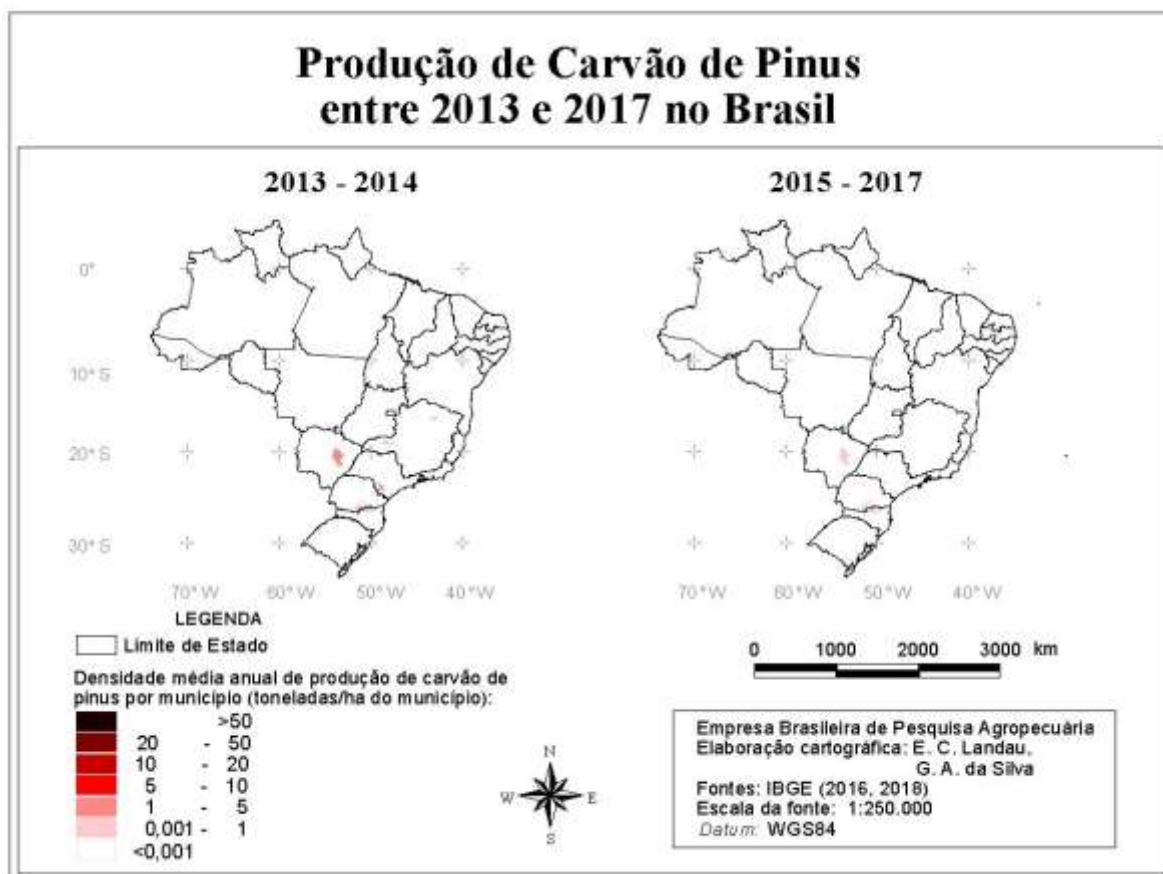 Produção de Carvão de Pinus
entre 2013 e 2017 no Brasil
2013 - 2014
2015 - 2017
0°
10° S
20° S
30° S
70° W 60° W 50° W 40° W
70° W 60° W 50° W 40° W
LEGENDA
Limite de Estado
Densidade média anual de produção de carvão de
pinus por município (toneladas/ha do município):
>50
20 - 50
10 - 20
5 - 10
1 - 5
0,001 - 1
<0,001
N
W E
S
0 1000 2000 3000 km
Empresa Brasileira de Pesquisa Agropecuária
Elaboração cartográfica: E. C. Landau,
G. A. da Silva
Fontes: IBGE (2016, 2018)
Escala da fonte: 1:250.000
Datum: WGS84